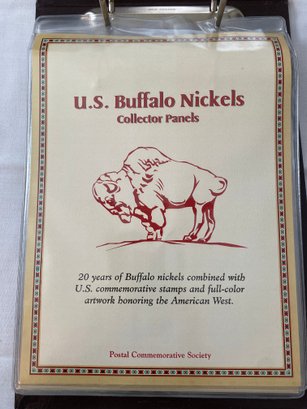 U.S. Buffalo Nickels
Collector Panels
20 years of Buffalo nickels combined with
U.S. commemorative stamps and full-color
artwork honoring the American West.
Postal Commemorative Society